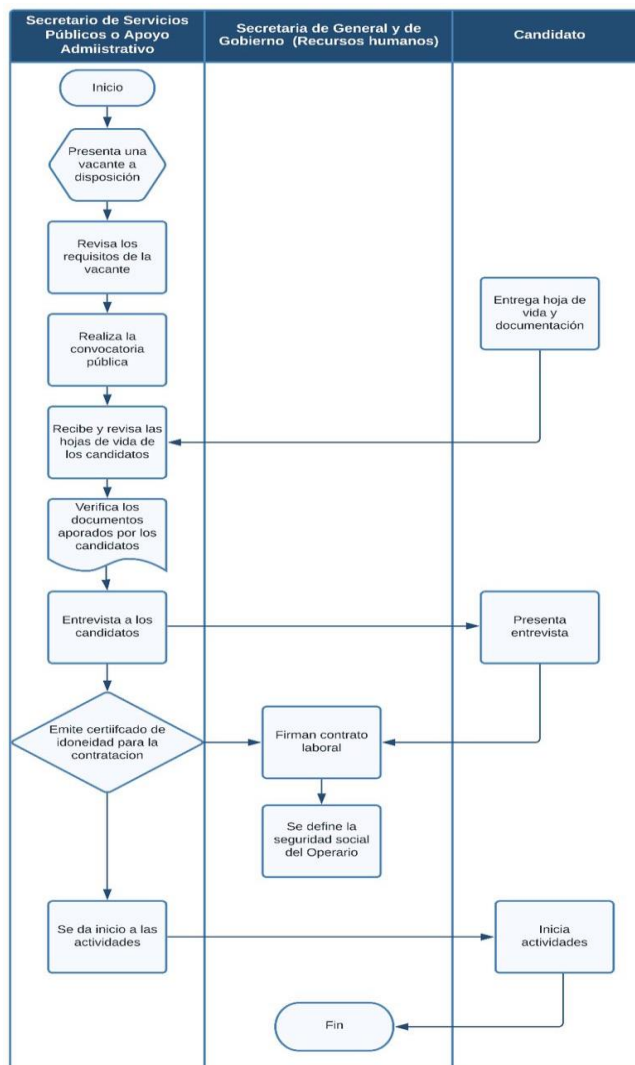 Secretario de Servicios
Públicos o Apoyo
Admiistrativo
Secretaria de General y de
Gobierno (Recursos humanos)
Candidato
Inicio
Presenta una
vacante a
disposición
Revisa los
requisitos de la
vacante
Entrega hoja de
vida y
documentación
Realiza la
convocatoria
pública
Recibe y revisa las
hojas de vida de
los candidatos
Verifica los
documentos
aporados por los
candidatos
Entrevista a los
candidatos
Presenta
entrevista
Emite certiifcado de
idoneidad para la
contratacion
Firman contrato
laboral
Se define la
seguridad social
del Operario
Se da inicio a las
actividades
Inicia
actividades
Fin